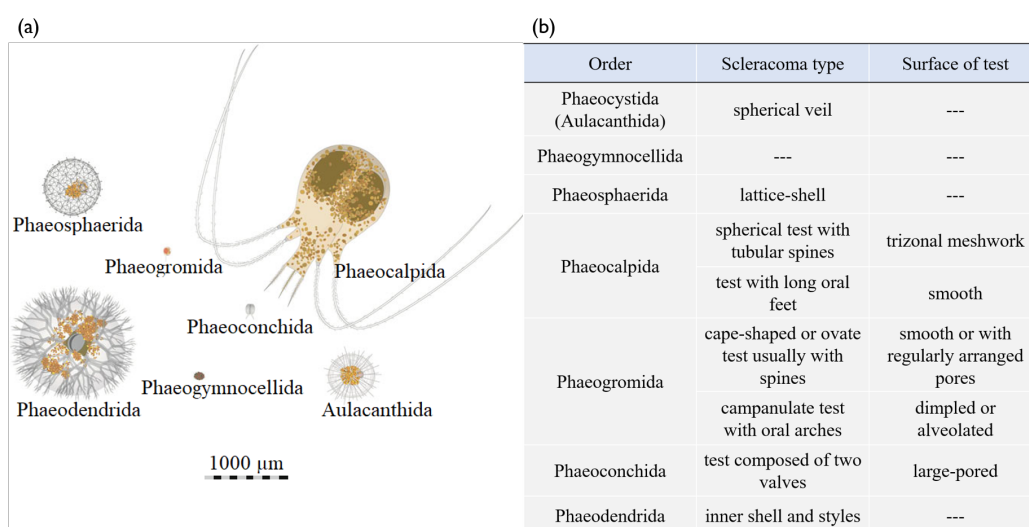 (a)
Phaeosphaerida
Phaeogromida
Phaeocalpida
Phaeoconchida
Phaeodendrida
Phaeogymnocellida
Aulacanthida
1000 μm
(b)
Order Scleracoma type Surface of test
Phaeocystida
(Aulacanthida) spherical veil ---
Phaeogymnocellida --- ---
Phaeosphaerida lattice-shell ---
Phaeocalpida
spherical test with
tubular spines
trizonal meshwork
test with long oral
feet
smooth
Phaeogromida
cape-shaped or ovate
test usually with
spines
smooth or with
regularly arranged
pores
campanulate test
with oral arches
dimpled or
alveolated
Phaeoconchida
test composed of two
valves
large-pored
Phaeodendrida inner shell and styles ---